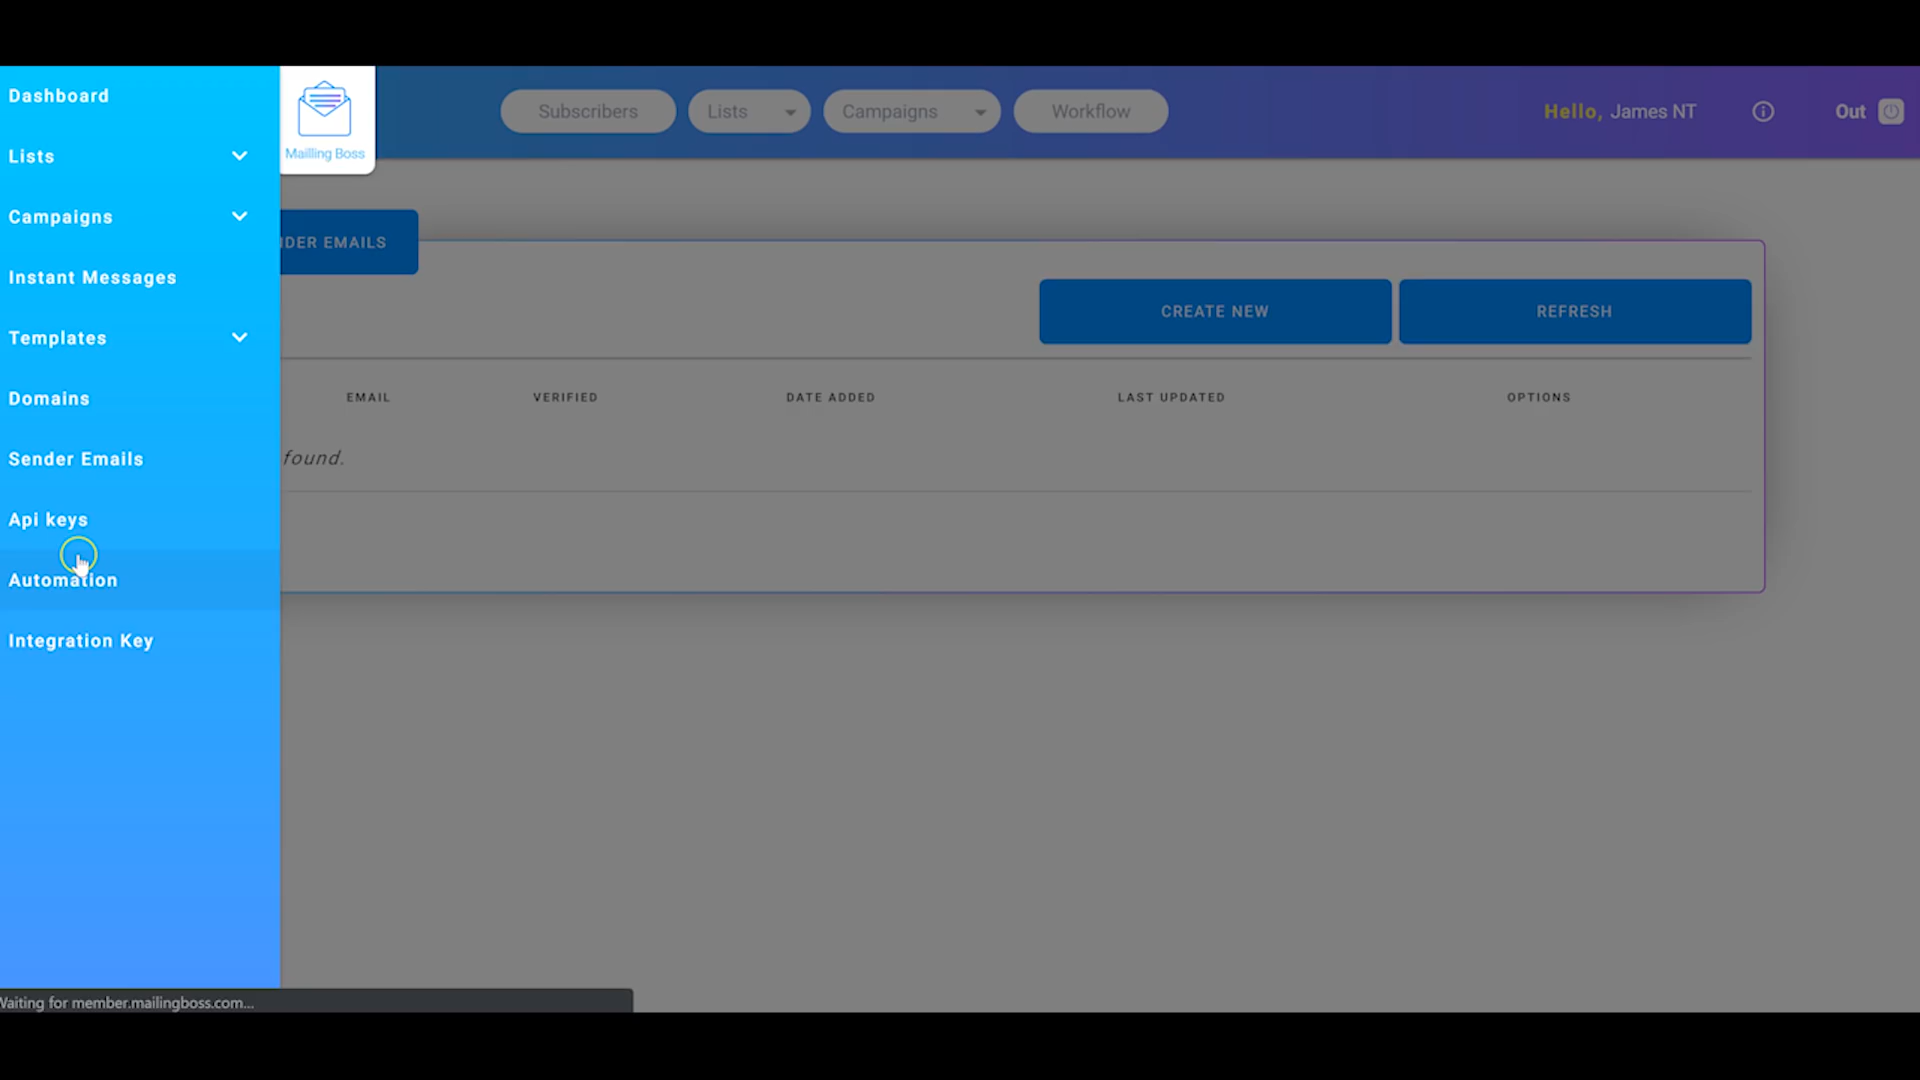 Dashboard
Lists
Campaigns
Instant Messages
Templates
Domains
Sender Emails
Api keys
Automation
Integration Key
Mailling Boss
Subscribers
Lists
Campaigns
Workflow
Hello, James NT
Out
EMAILS
CREATE NEW
REFRESH
EMAIL VERIFIED DATE ADDED LAST UPDATED OPTIONS
found.
for member.mailingboss.com...